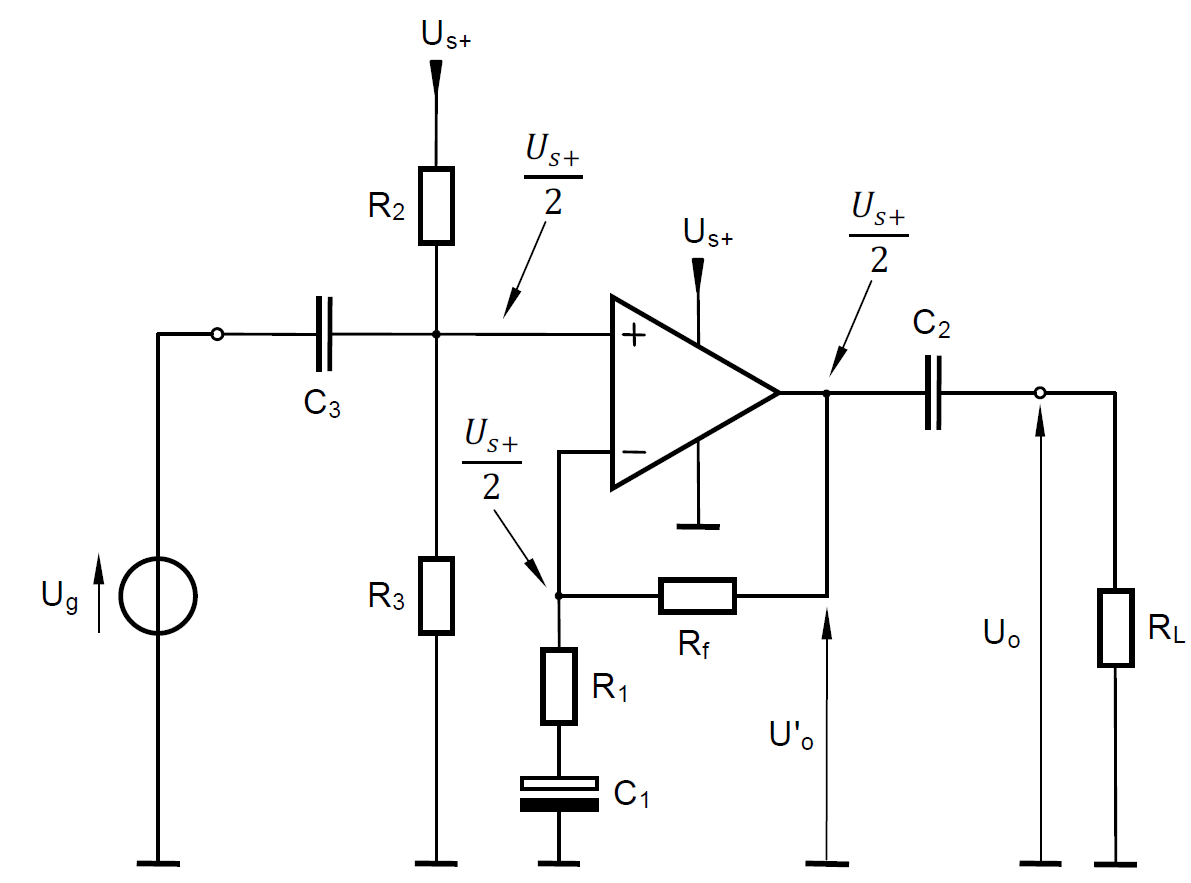 Us+
Us+
2
R2
Us+
2
Us+
C2
+
C3
Us+
2
−
Ug
R3
Rf
Uo
RL
R1
U'o
C1